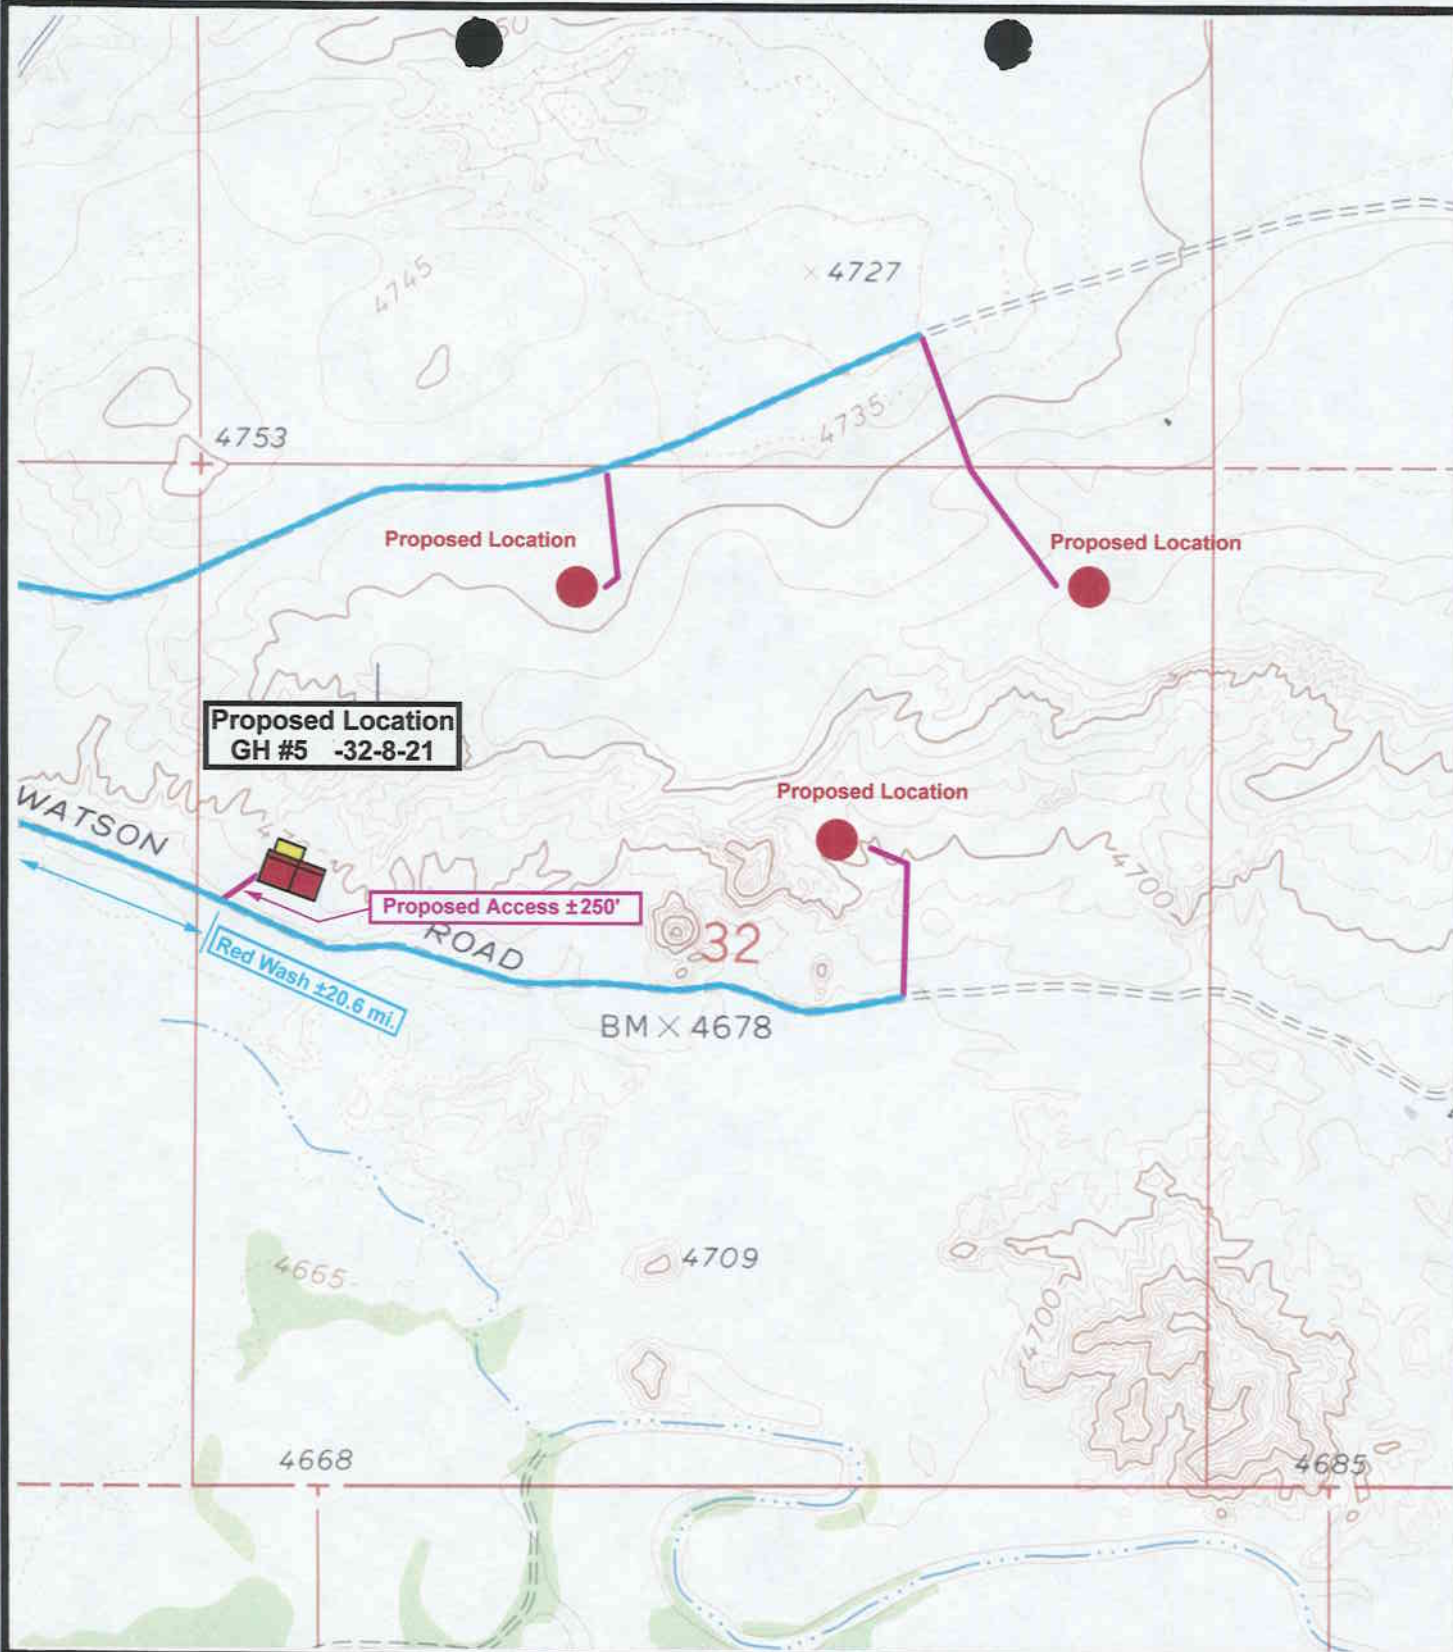 4745
× 4727
4735
4753
Proposed Location
Proposed Location
Proposed Location
GH #5 -32-8-21
Proposed Location
WATSON
4700
Proposed Access ±250'
ROAD
32
Red Wash ±20.6 mi.
BM × 4678
4709
4665
4700
4668
4685